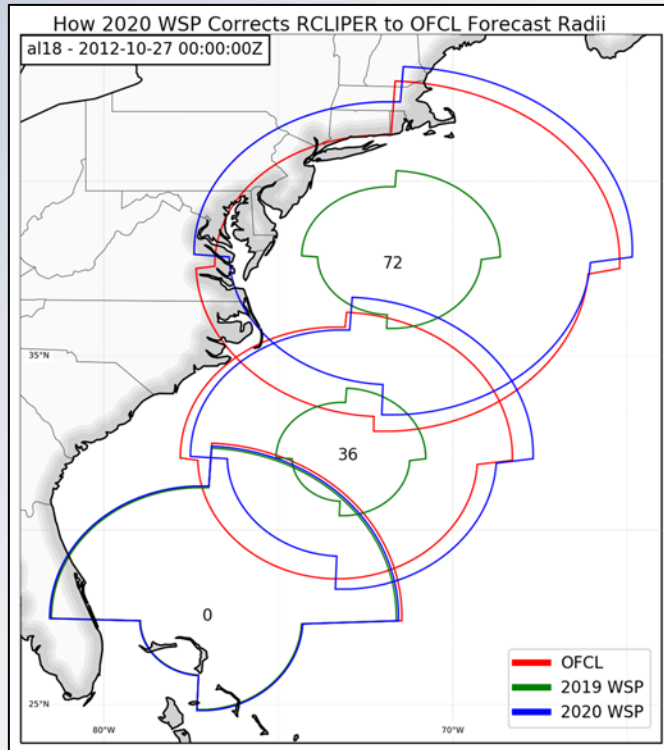 How 2020 WSP Corrects RCLIPER to OFCL Forecast Radii
al18 - 2012-10-27 00:00:00Z
72
35°N
36
0
OFCL
2019 WSP
2020 WSP
25°N
80°W
70°W